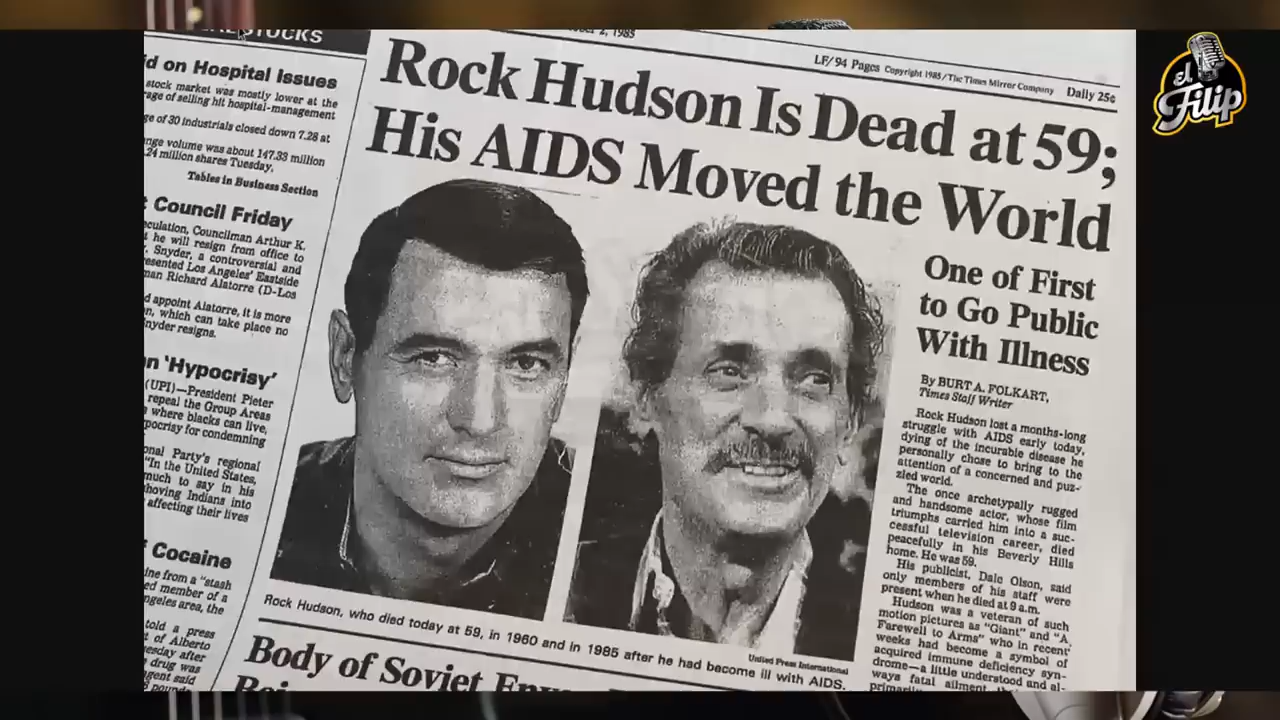 STOCKS
2, 1985
LF/94 Pages Copyright 1985/The Times Mirror Company Daily 25¢
El
Filip
Rock Hudson Is Dead at 59;
His AIDS Moved the World
One of First
to Go Public
With Illness
By BURT A. FOLKART,
Times Staff Writer
Rock Hudson lost a months-long
struggle with AIDS early today,
dying of the incurable disease he
personally chose to bring to the
attention of a concerned and puz-
zled world.
The once archetypally rugged
and handsome actor, whose film
triumphs carried him into a suc-
cessful television career, died
peacefully in his Beverly Hills
home. He was 59.
His publicist, Dale Olson, said
only members of his staff were
present when he died at 9 a.m.
Hudson was a veteran of such
motion pictures as "Giant" and "A
Farewell to Arms" who in recent
weeks had become a symbol of
acquired immune deficiency syn-
drome—a little understood and al-
ways fatal ailment
Rock Hudson, who died today at 59, in 1960 and in 1985 after he had become ill with AIDS.
United Press International
Body of Soviet
d on Hospital Issues
stock market was mostly lower at the
rage of selling hit hospital-management
ge of 30 industrials closed down 7.28 at
nge volume was about 147.33 million
.24 million shares Tuesday,
Tables in Business Section
Council Friday
eculation, Councilman Arthur K.
he will resign from office to
Snyder, a controversial and
esented Los Angeles' Eastside
man Richard Alatorre (D-Los
d appoint Alatorre, it is more
n, which can take place no
nyder resigns.
n 'Hypocrisy'
(UPI)—President Pieter
repeal the Group Areas
where blacks can live,
pocrisy for condemning
onal Party's regional
"In the United States,
much to say in his
shoving Indians into
affecting their lives
Cocaine
ine from a "stash
ed member of a
ngeles area, the
told a press
t of Alberto
esday after
drug was
gent said
pounds